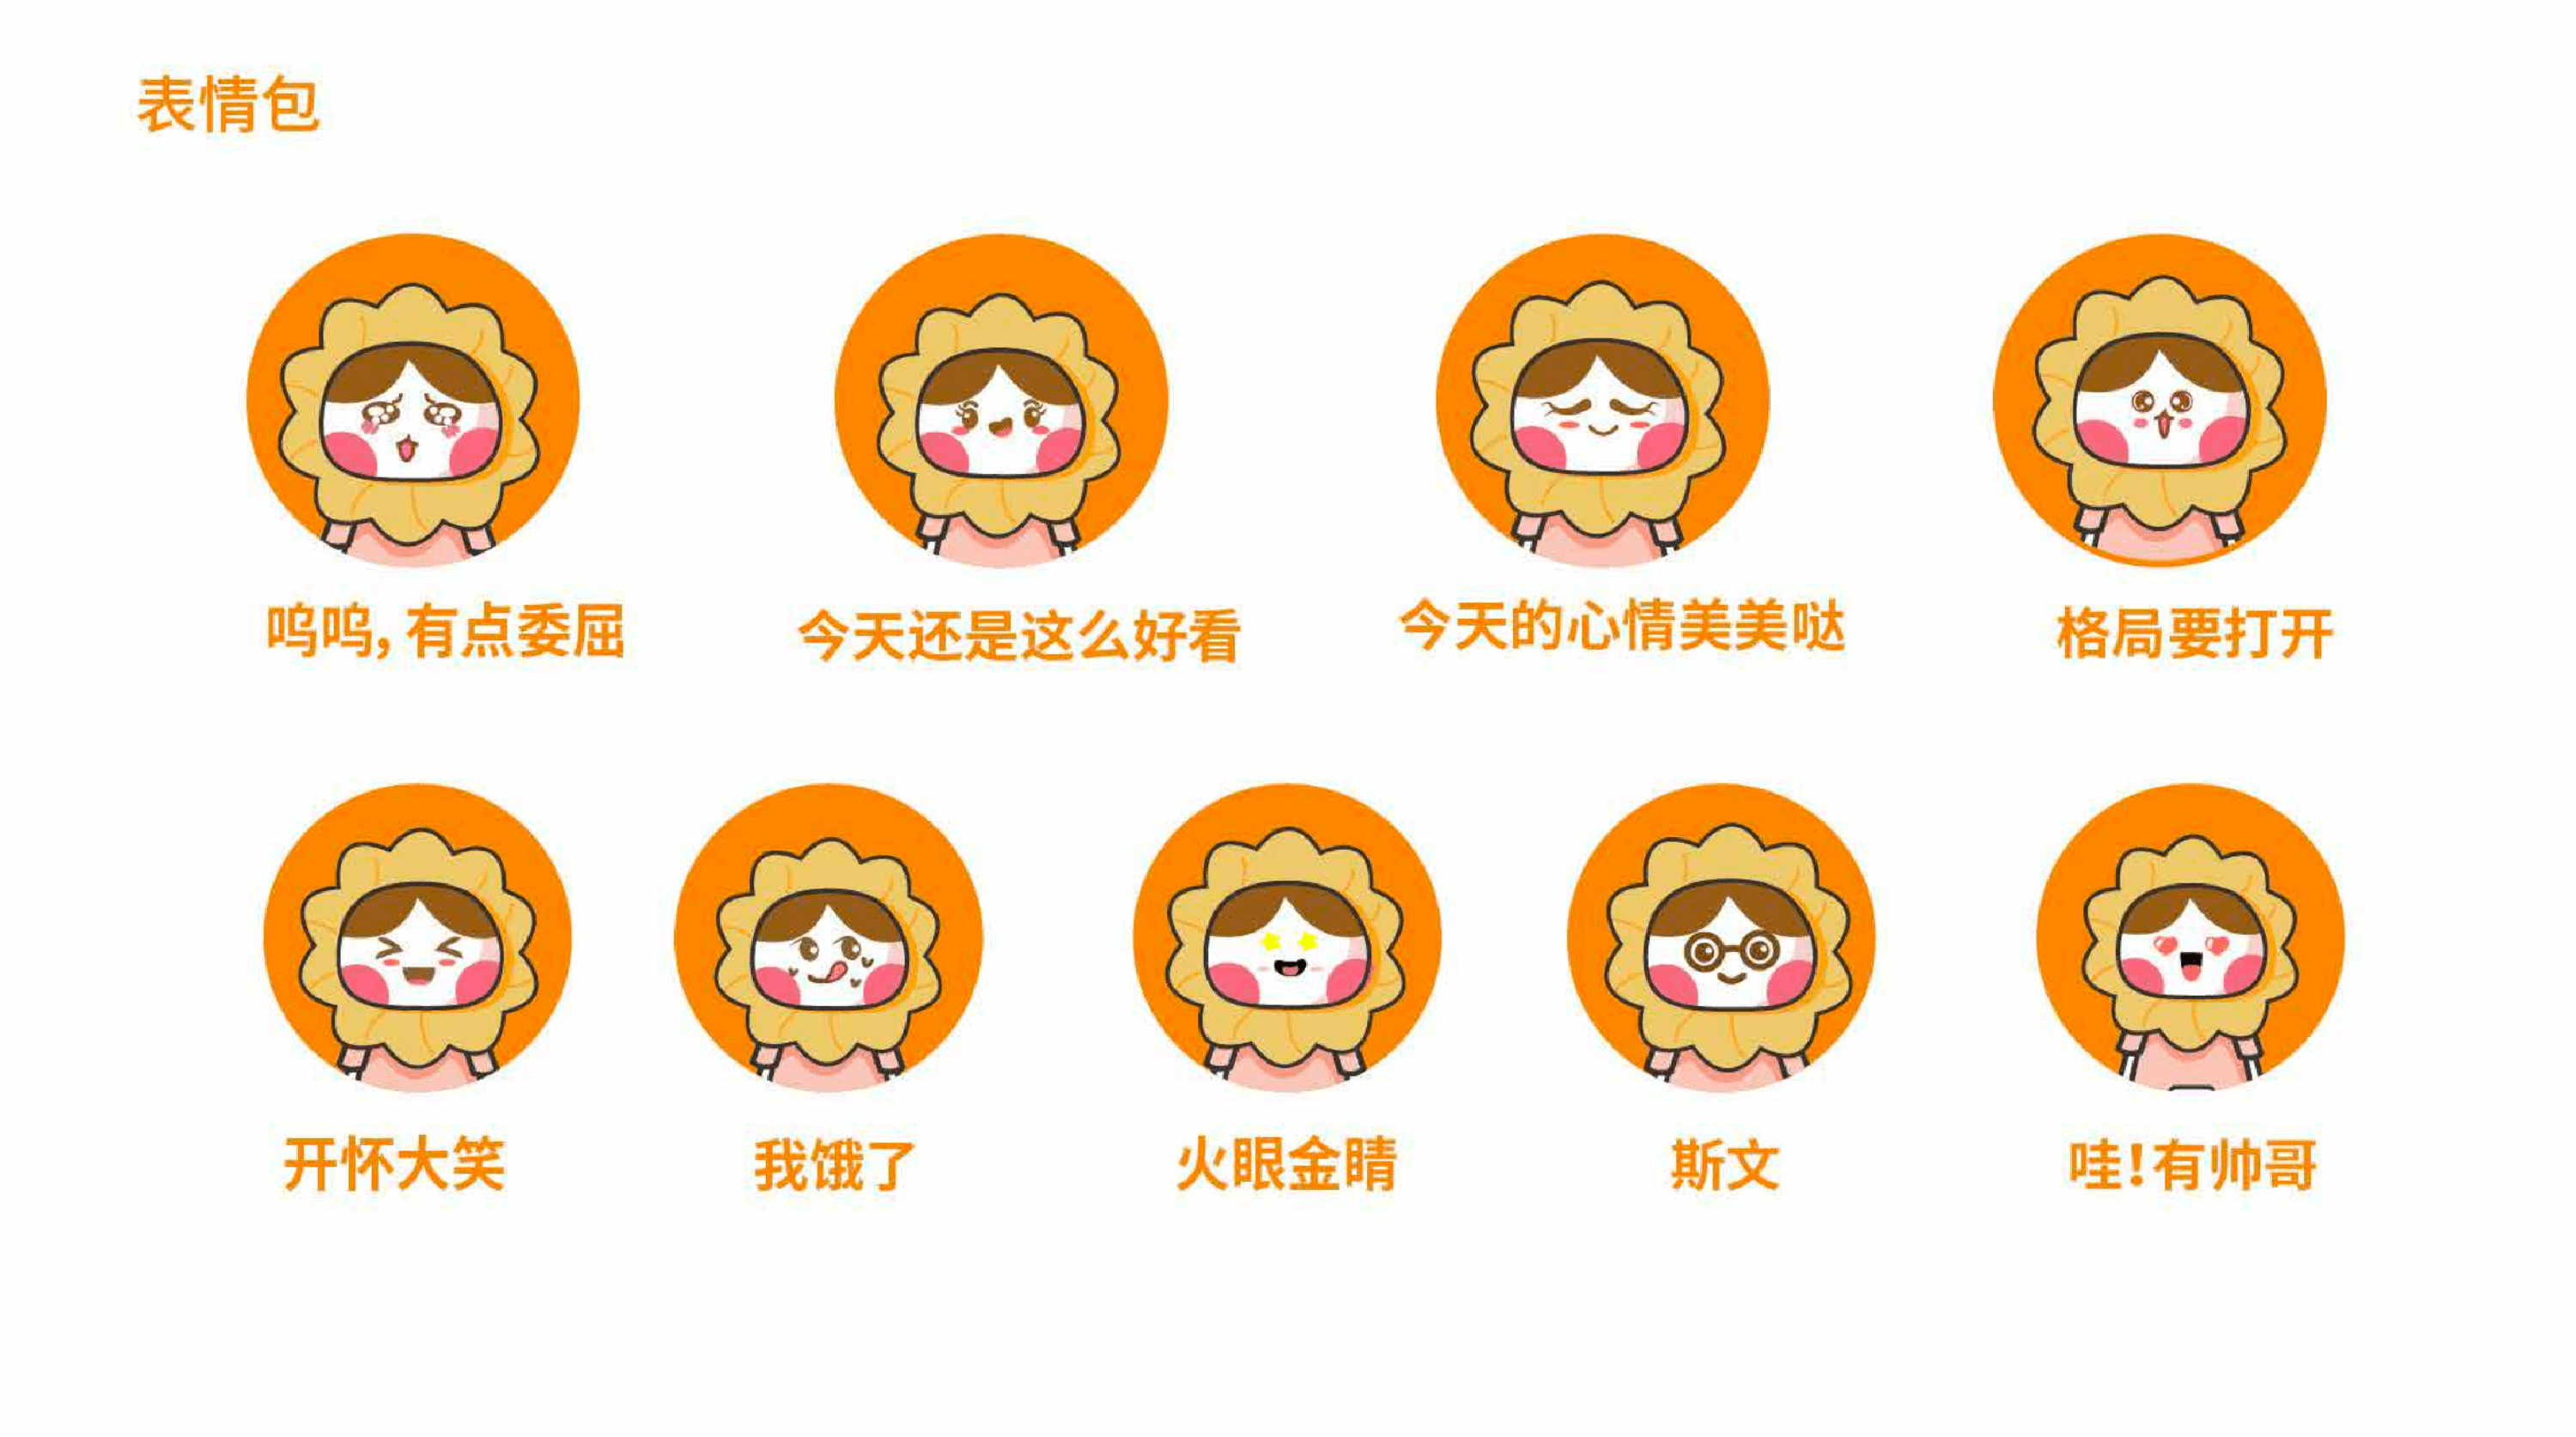 表情包
呜呜，有点委屈
今天还是这么好看
今天的心情美美哒
格局要打开
开怀大笑
我饿了
火眼金睛
斯文
哇！有帅哥